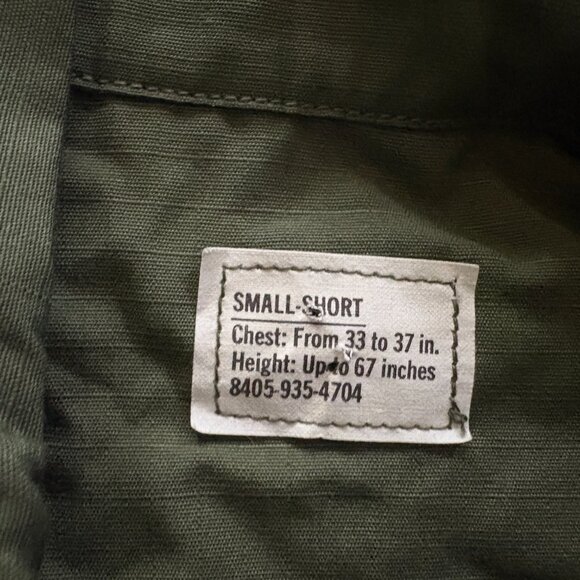 SMALL-SHORT
Chest: From 33 to 37 in.
Height: Up to 67 inches
8405-935-4704